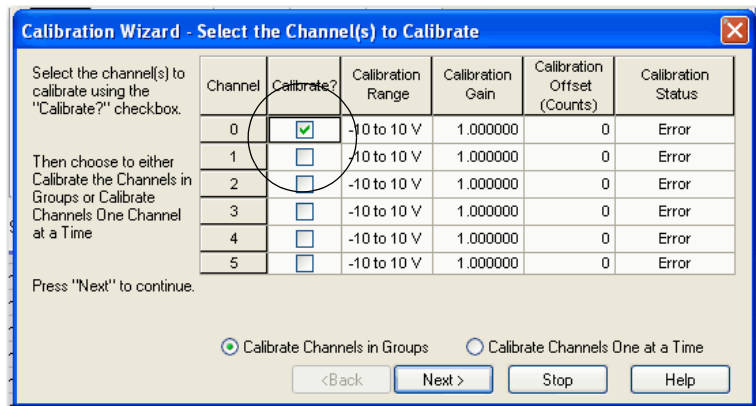 Calibration Wizard - Select the Channel(s) to Calibrate
Select the channel(s) to
calibrate using the
"Calibrate?" checkbox.
Then choose to either
Calibrate the Channels in
Groups or Calibrate
Channels One Channel
at a Time
Press "Next" to continue.
Channel Calibrate? Calibration Range Calibration Gain Calibration Offset (Counts) Calibration Status
0 -10 to 10 V 1.000000 0 Error
1 -10 to 10 V 1.000000 0 Error
2 -10 to 10 V 1.000000 0 Error
3 -10 to 10 V 1.000000 0 Error
4 -10 to 10 V 1.000000 0 Error
5 -10 to 10 V 1.000000 0 Error
Calibrate Channels in Groups Calibrate Channels One at a Time
<Back Next > Stop Help